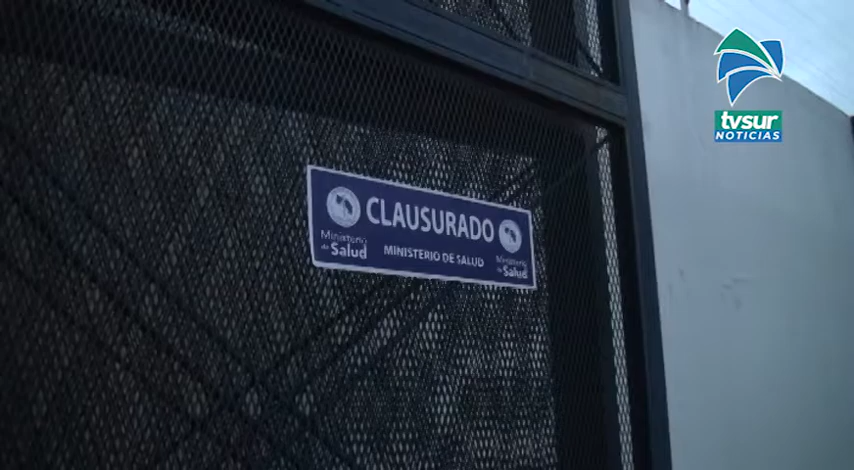 tvsur
NOTICIAS
CLAUSURADO
Ministerio
de Salud
MINISTERIO DE SALUD
Ministerio
de Salud